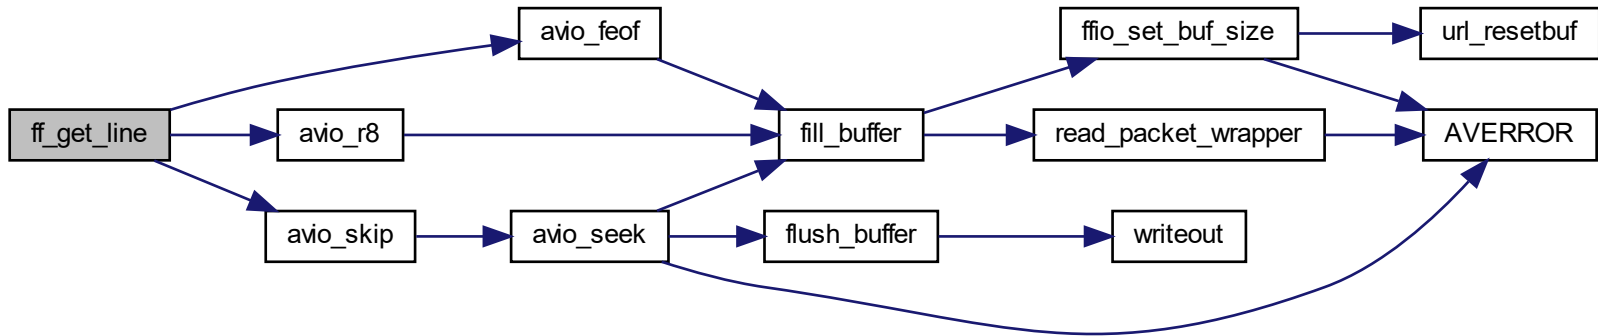 avio_feof
ffio_set_buf_size
url_resetbuf
ff_get_line
avio_r8
fill_buffer
read_packet_wrapper
AVERROR
avio_skip
avio_seek
flush_buffer
writeout